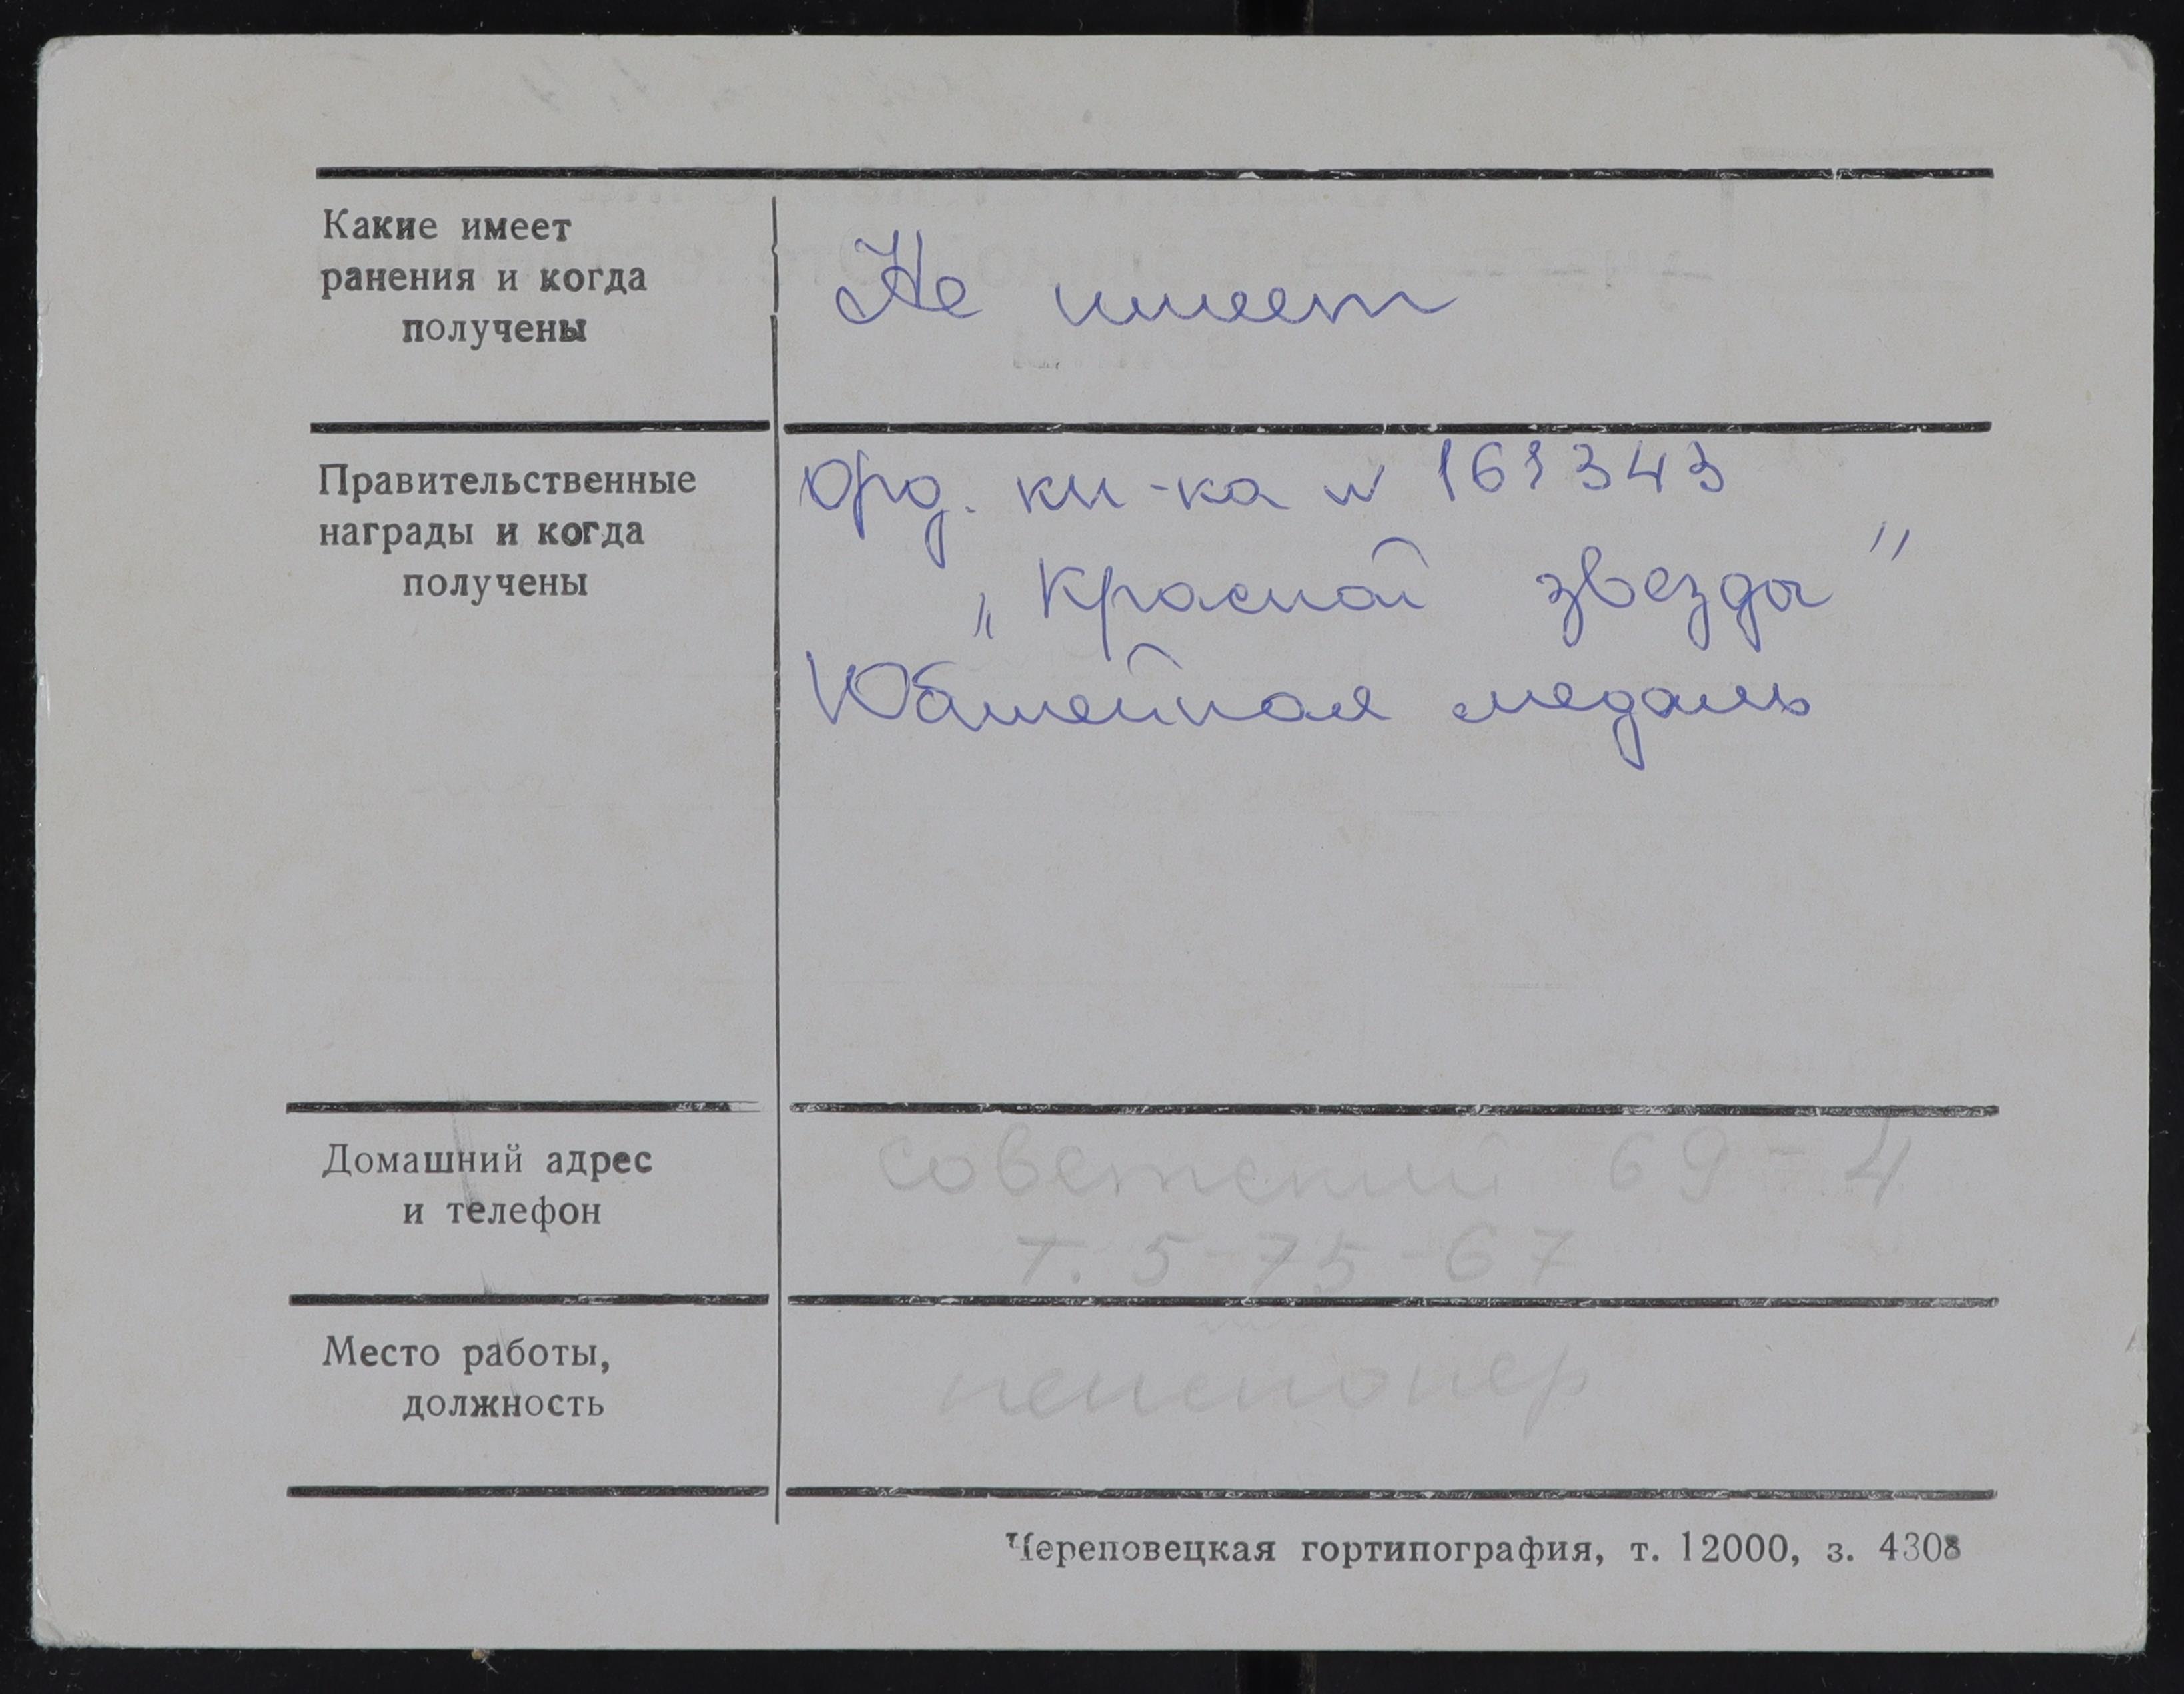 Какие имеет
ранения и когда
получены
Не имеет
Правительственные
награды и когда
получены
Орд. кн-ка № 161343
„Красной звезды"
Юбилейная медаль
Домашний адрес
и телефон
Советский 69-4
т. 5-75-67
Место работы,
должность
пенсионер
Череповецкая гортипография, т. 12000, з. 4308